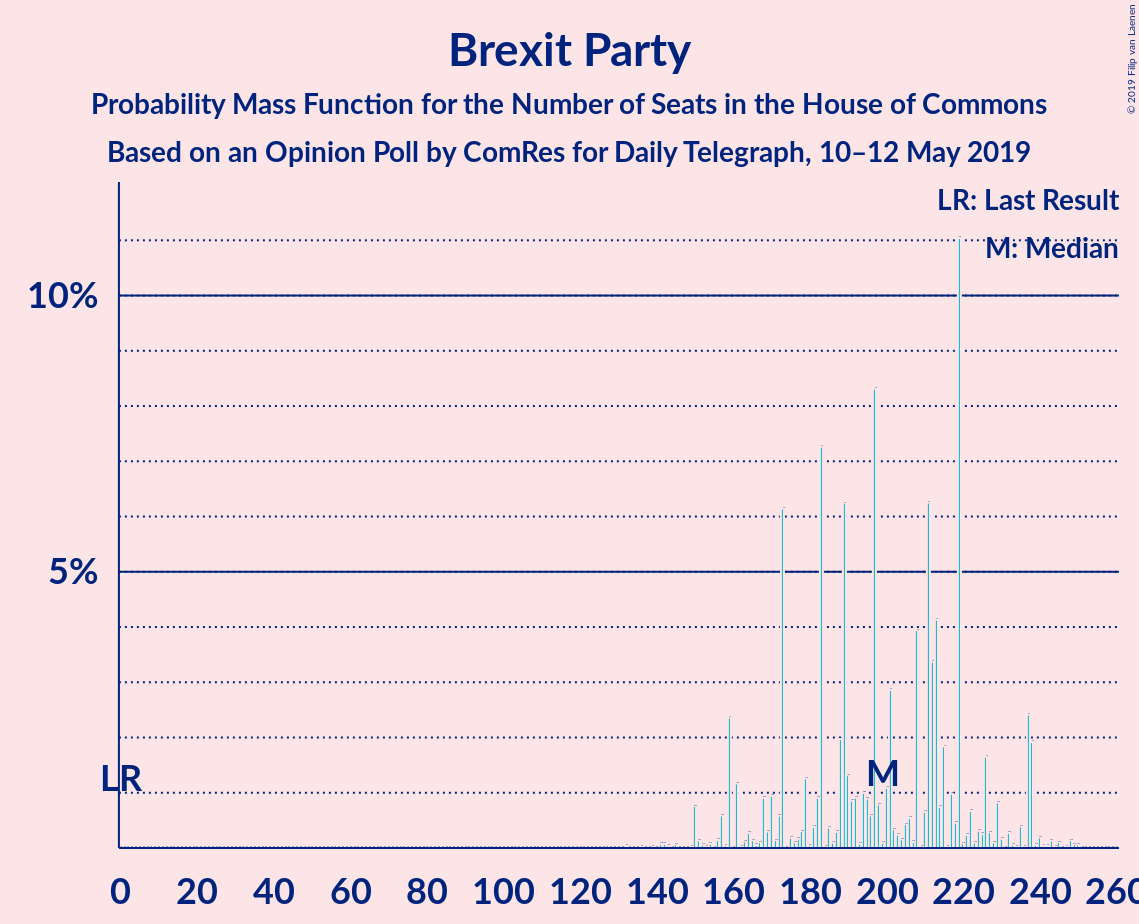 Brexit Party
Probability Mass Function for the Number of Seats in the House of Commons
Based on an Opinion Poll by ComRes for Daily Telegraph, 10–12 May 2019
© 2019 Filip van Laenen
LR: Last Result
M: Median
10%
5%
LR
M
0 20 40 60 80 100 120 140 160 180 200 220 240 260